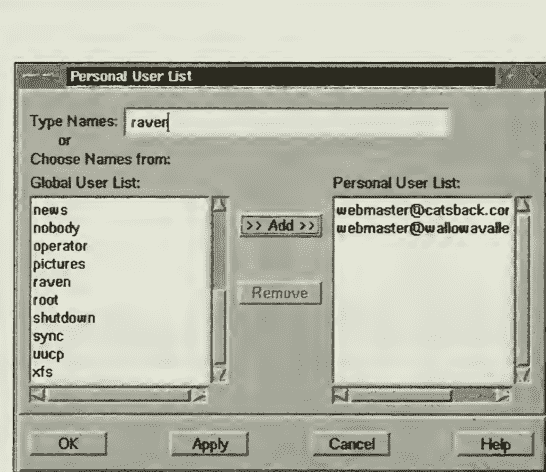 Personal User List
Type Names: raven
or
Choose Names from:
Global User List:
Personal User List:
news
nobody
operator
pictures
raven
root
shutdown
sync
uucp
xfs
>> Add >>
Remove
webmaster@catsback.cor
webmaster@wallowavalle
OK Apply Cancel Help